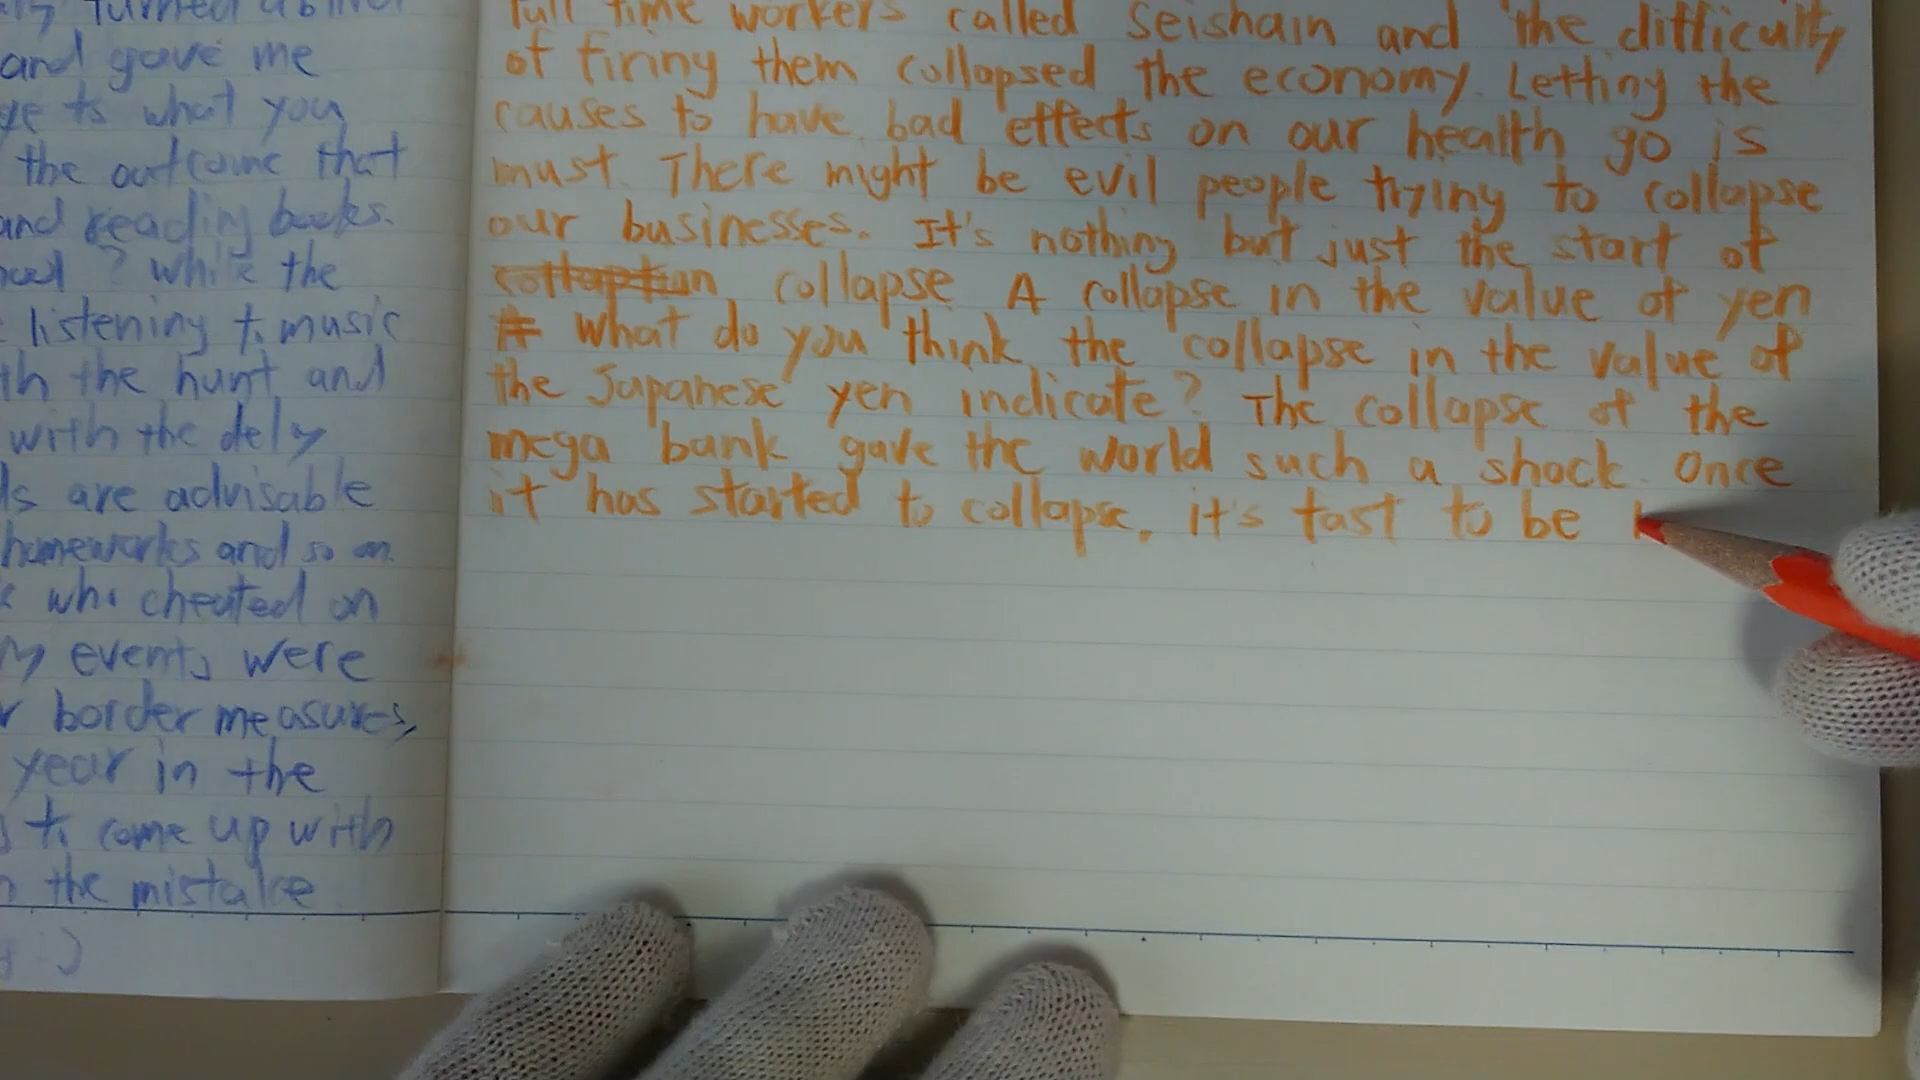 turned a
and gave me
ge to what you
the outcome that
and reading books.
? while the
listening to music
the hunt and
with the
are advisable
homeworks and so on.
who cheated on
events were
border measures,
year in the
to come up with
the mistake
full time workers called Seishain and the difficulty
of firing them collapsed the economy. Letting the
causes to have bad effects on our health go is
must. There might be evil people trying to collapse
our businesses. It's nothing but just the start of
collapse A collapse in the value of yen
What do you think the collapse in the value of
the Japanese yen indicate? The collapse of the
mega bank gave the world such a shock. Once
it has started to collapse, it's fast to be